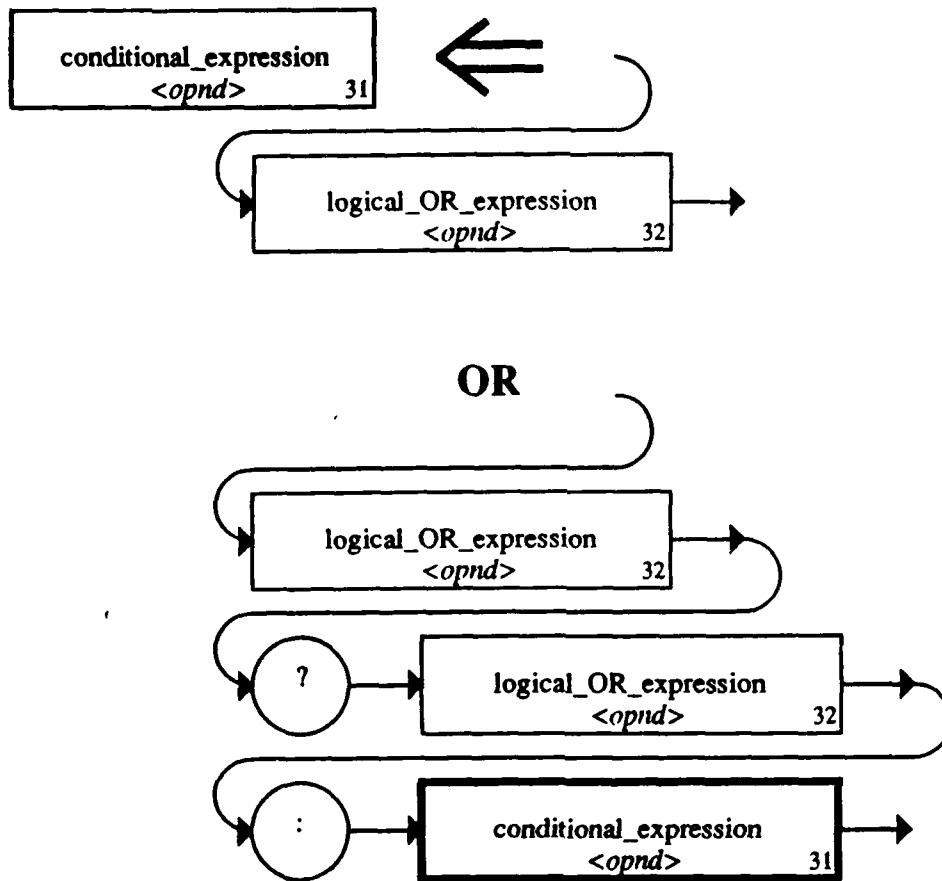 conditional_expression
<opnd> 31
logical_OR_expression
<opnd> 32
OR
logical_OR_expression
<opnd> 32
?
logical_OR_expression
<opnd> 32
:
conditional_expression
<opnd> 31